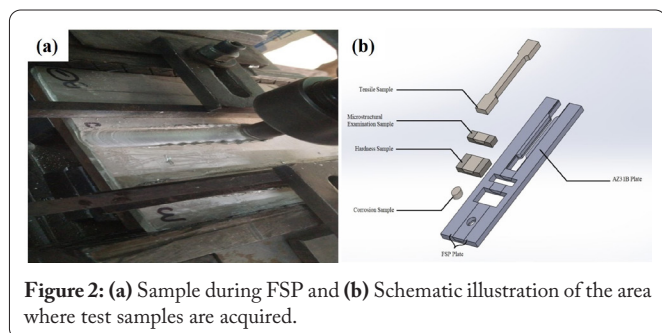 (a)
(b)
Tensile Sample
Microstructural
Examination Sample
Hardness Sample
AZ31B Plate
Corrosion Sample
FSP Plate
Figure 2: (a) Sample during FSP and (b) Schematic illustration of the area
where test samples are acquired.